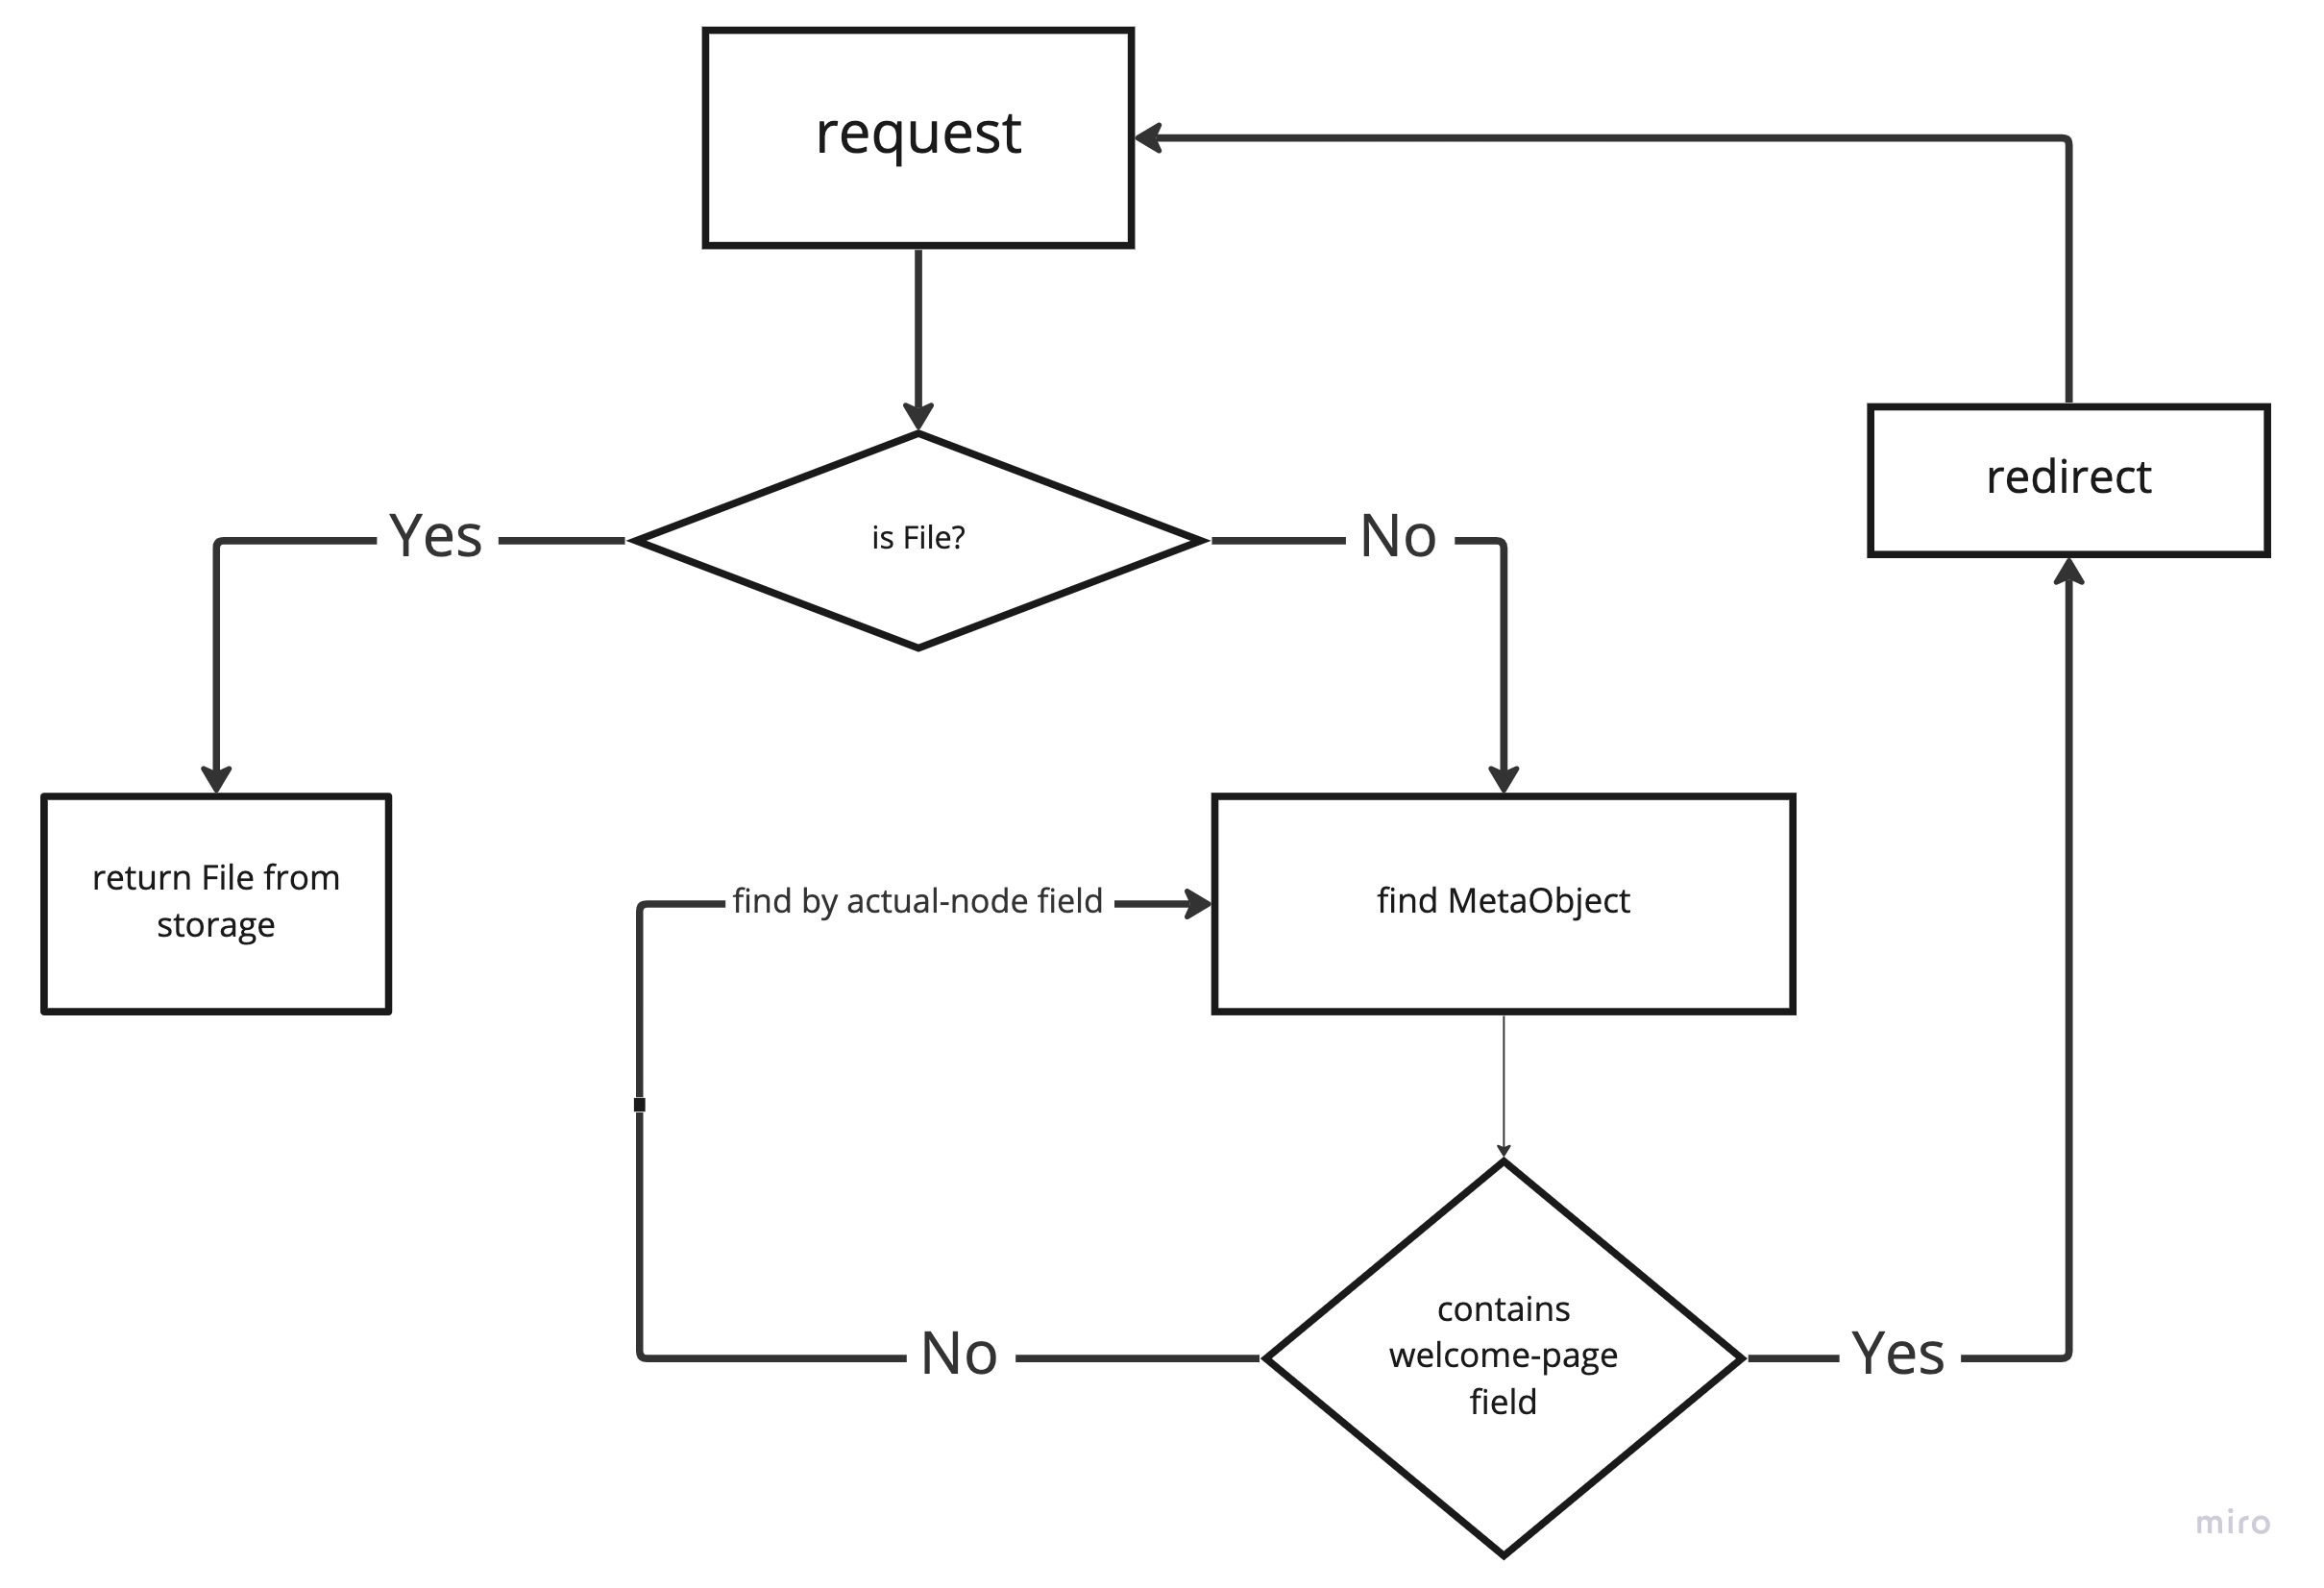 request
redirect
Yes
is File?
No
return File from
storage
find by actual-node field
find MetaObject
contains
welcome-page
field
No
Yes
miro